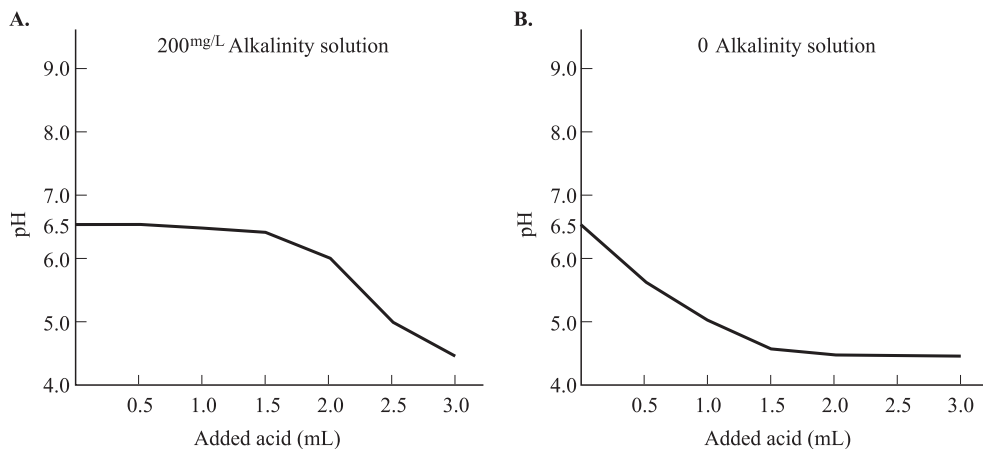 A.
200mg/L Alkalinity solution
9.0
8.0
7.0
6.5
6.0
5.0
4.0
pH
0.5 1.0 1.5 2.0 2.5 3.0
Added acid (mL)
B.
0 Alkalinity solution
9.0
8.0
7.0
6.5
6.0
5.0
4.0
pH
0.5 1.0 1.5 2.0 2.5 3.0
Added acid (mL)